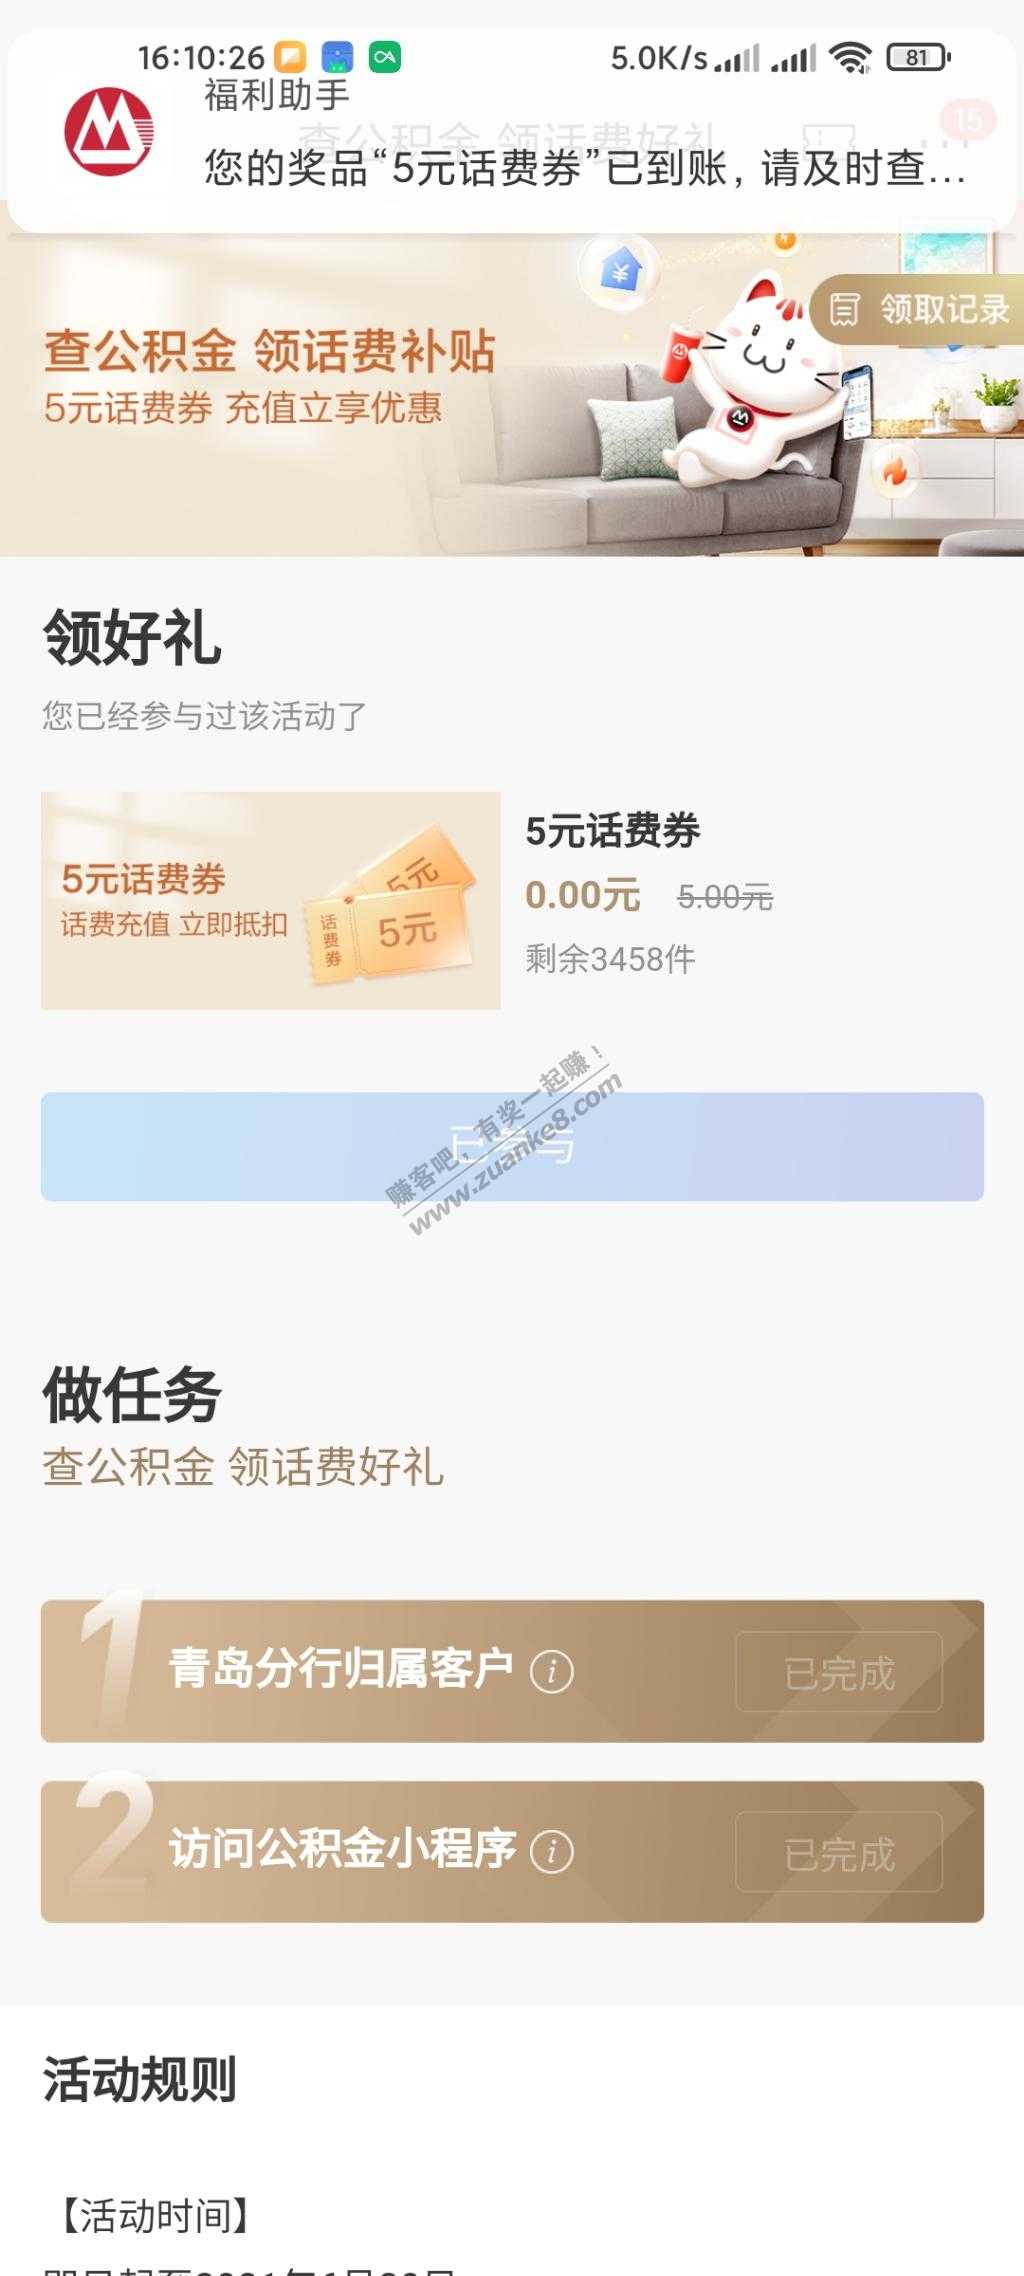 16:10:26
5.0K/s
81
福利助手
查公积金 领话费好礼
15
您的奖品“5元话费券”已到账，请及时查...
领取记录
查公积金 领话费补贴
5元话费券 充值立享优惠
领好礼
您已经参与过该活动了
5元话费券
话费充值 立即抵扣
5元
话费券
5元
5元话费券
0.00元 5.00元
剩余3458件
已参与
赚客吧，有奖一起赚！
www.zuanke8.com
做任务
查公积金 领话费好礼
1
青岛分行归属客户
已完成
2
访问公积金小程序
已完成
活动规则
【活动时间】